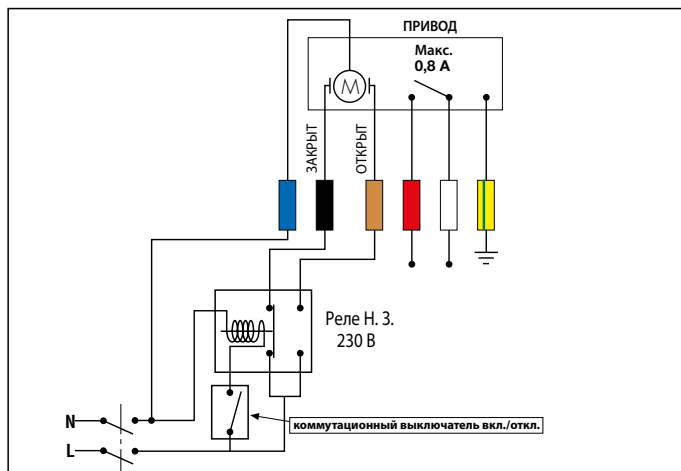 ПРИВОД
Макс.
0,8 А
М
ЗАКРЫТ
ОТКРЫТ
Реле Н. З.
230 В
коммутационный выключатель вкл./откл.
N
L